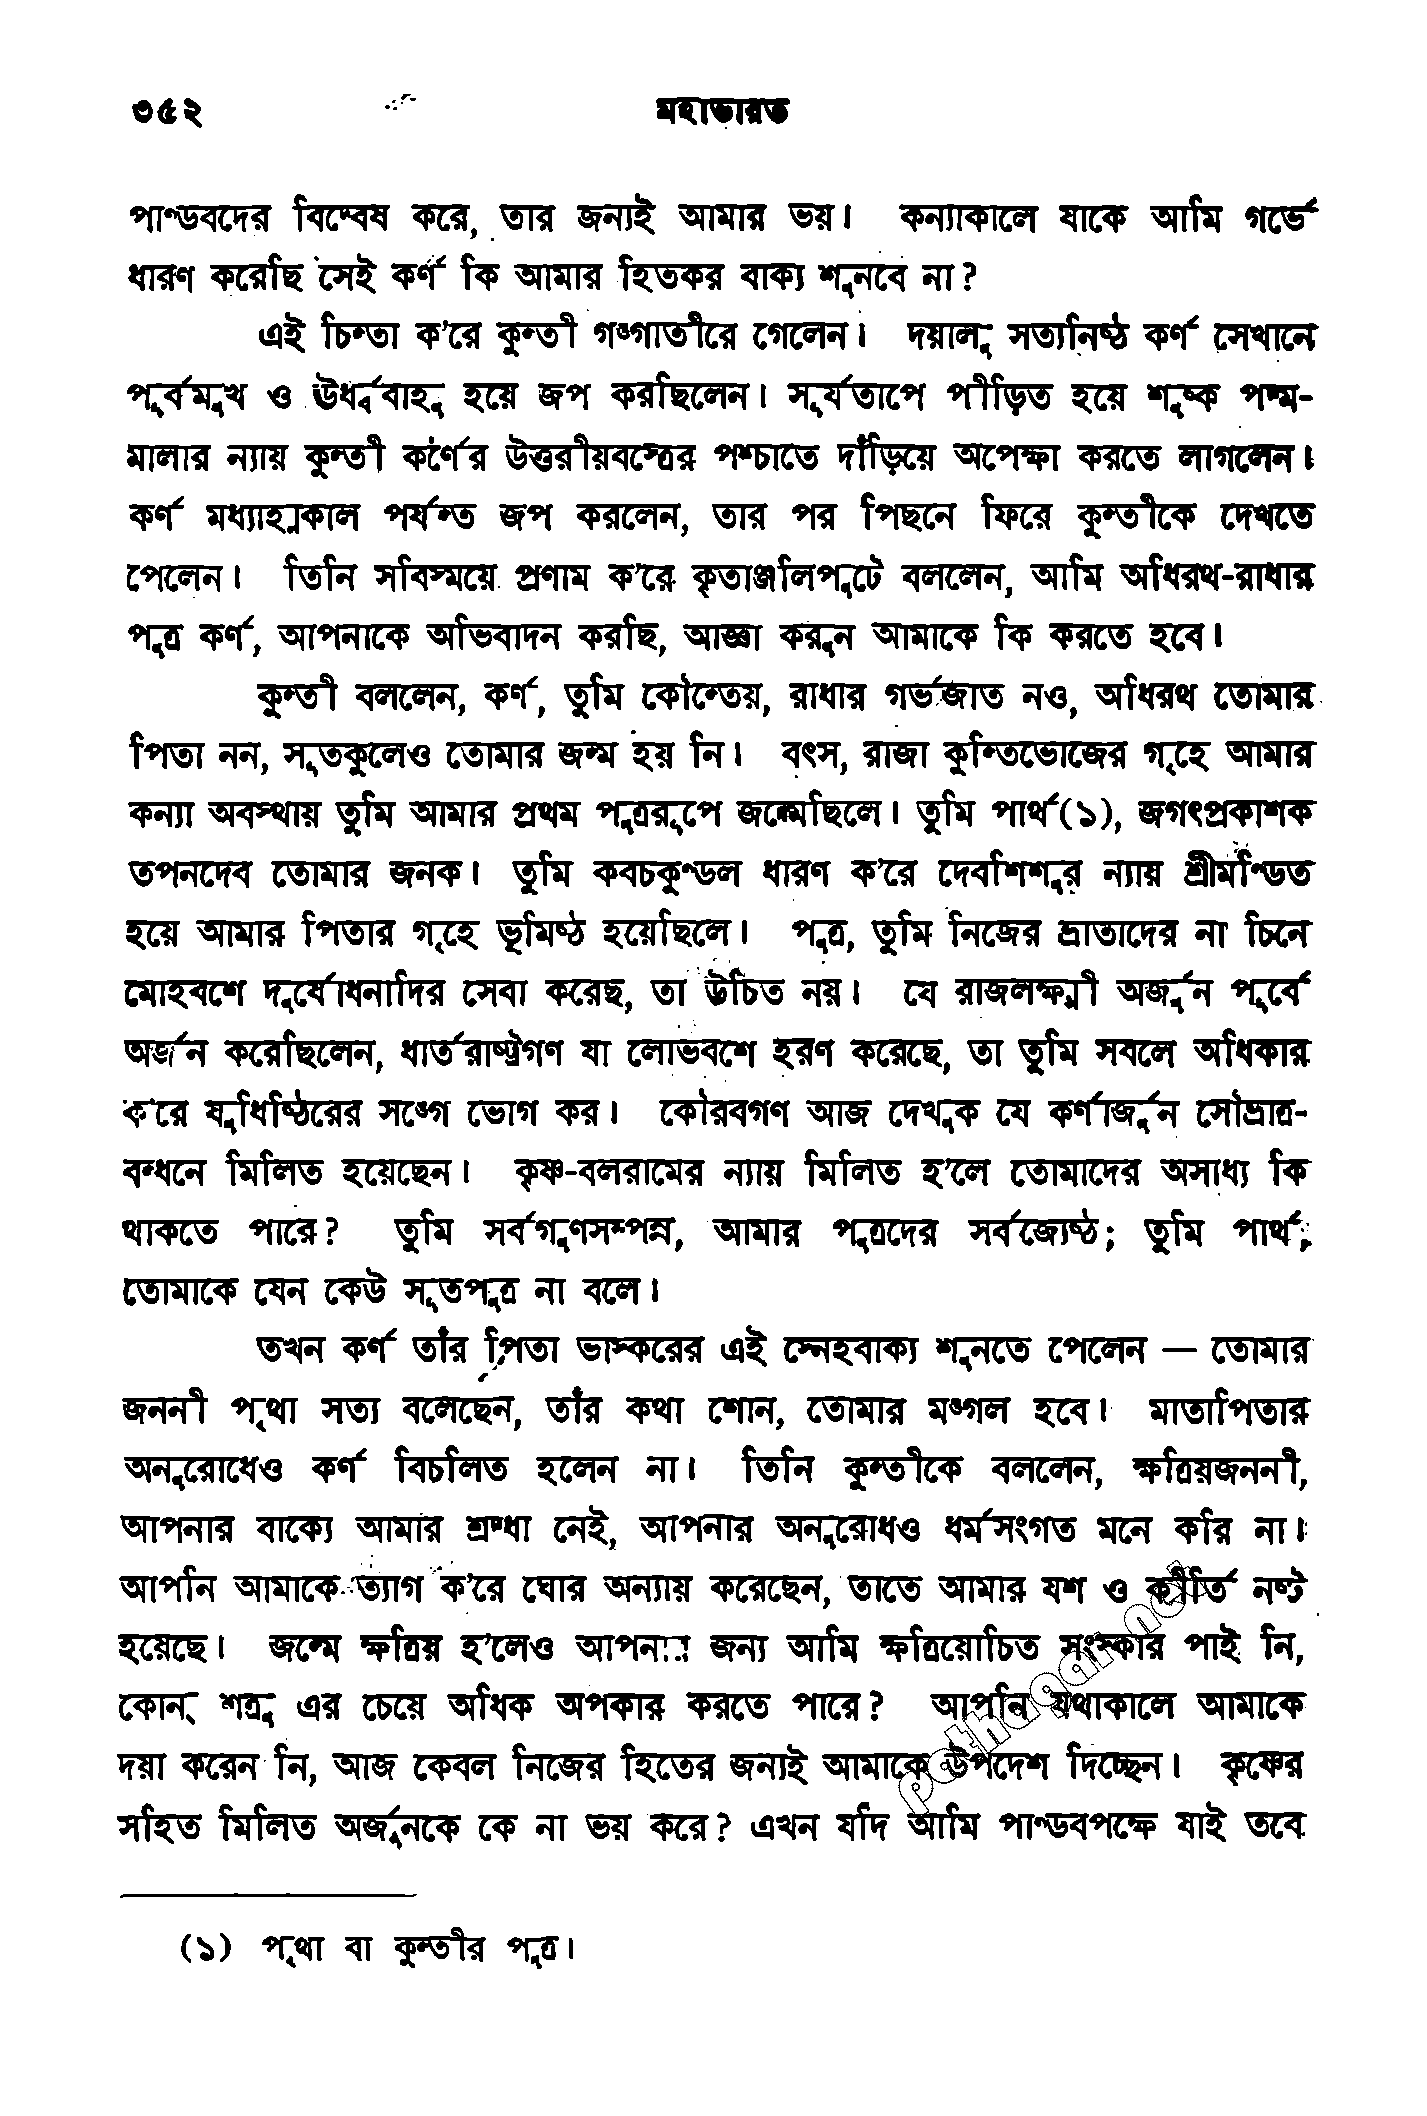 ৩৫২ মহাভারত
পাণ্ডবদের বিদ্বেষ করে, তার জন্যই আমার ভয়। কন্যাকালে যাকে আমি গর্ভে
ধারণ করেছি সেই কর্ণ কি আমার হিতকর বাক্য শুনবে না?
এই চিন্তা ক'রে কুন্তী গঙ্গাতীরে গেলেন। দয়ালু সত্যনিষ্ঠ কর্ণ সেখানে
পূর্বমুখ ও ঊর্ধ্ববাহু হয়ে জপ করছিলেন। সূর্যতাপে পীড়িত হয়ে শুষ্ক পদ্ম-
মালার ন্যায় কুন্তী কর্ণের উত্তরীয়বস্ত্রের পশ্চাতে দাঁড়িয়ে অপেক্ষা করতে লাগলেন।
কর্ণ মধ্যাহ্নকাল পর্যন্ত জপ করলেন, তার পর পিছনে ফিরে কুন্তীকে দেখতে
পেলেন। তিনি সবিস্ময়ে প্রণাম ক'রে কৃতাঞ্জলিপুটে বললেন, আমি অধিরথ-রাধার
পুত্র কর্ণ, আপনাকে অভিবাদন করছি, আজ্ঞা করুন আমাকে কি করতে হবে।
কুন্তী বললেন, কর্ণ, তুমি কৌন্তেয়, রাধার গর্ভজাত নও, অধিরথ তোমার
পিতা নন, সূতকুলেও তোমার জন্ম হয় নি। বৎস, রাজা কুন্তিভোজের গৃহে আমার
কন্যা অবস্থায় তুমি আমার প্রথম পুত্ররূপে জন্মেছিলে। তুমি পার্থ(১), জগৎপ্রকাশক
তপনদেব তোমার জনক। তুমি কবচকুণ্ডল ধারণ ক'রে দেবশিশুর ন্যায় শ্রীমণ্ডিত
হয়ে আমার পিতার গৃহে ভূমিষ্ঠ হয়েছিলে। পুত্র, তুমি নিজের ভ্রাতাদের না চিনে
মোহবশে দুর্যোধনাদির সেবা করেছ, তা উচিত নয়। যে রাজলক্ষ্মী অর্জুন পূর্বে
অর্জন করেছিলেন, ধার্তরাষ্ট্রগণ যা লোভবশে হরণ করেছে, তা তুমি সবলে অধিকার
ক'রে যুধিষ্ঠিরের সঙ্গে ভোগ কর। কৌরবগণ আজ দেখুক যে কর্ণার্জুন সৌভ্রাত্র-
বন্ধনে মিলিত হয়েছেন। কৃষ্ণ-বলরামের ন্যায় মিলিত হ'লে তোমাদের অসাধ্য কি
থাকতে পারে? তুমি সর্বগুণসম্পন্ন, আমার পুত্রদের সর্বজ্যেষ্ঠ; তুমি পার্থ,
তোমাকে যেন কেউ সূতপুত্র না বলে।
তখন কর্ণ তাঁর পিতা ভাস্করের এই স্নেহবাক্য শুনতে পেলেন — তোমার
জননী পৃথা সত্য বলেছেন, তাঁর কথা শোন, তোমার মঙ্গল হবে। মাতাপিতার
অনুরোধেও কর্ণ বিচলিত হলেন না। তিনি কুন্তীকে বললেন, ক্ষত্রিয়জননী,
আপনার বাক্যে আমার শ্রদ্ধা নেই, আপনার অনুরোধও ধর্মসংগত মনে করি না।
আপনি আমাকে ত্যাগ ক'রে ঘোর অন্যায় করেছেন, তাতে আমার যশ ও কীর্তি নষ্ট
হয়েছে। জন্মে ক্ষত্রিয় হ'লেও আপনার জন্য আমি ক্ষত্রিয়োচিত সংস্কার পাই নি,
কোন্ শত্রু এর চেয়ে অধিক অপকার করতে পারে? আপনি যথাকালে আমাকে
দয়া করেন নি, আজ কেবল নিজের হিতের জন্যই আমাকে উপদেশ দিচ্ছেন। কৃষ্ণের
সহিত মিলিত অর্জুনকে কে না ভয় করে? এখন যদি আমি পাণ্ডবপক্ষে যাই তবে
(১) পৃথা বা কুন্তীর পুত্র।
pathagar.net